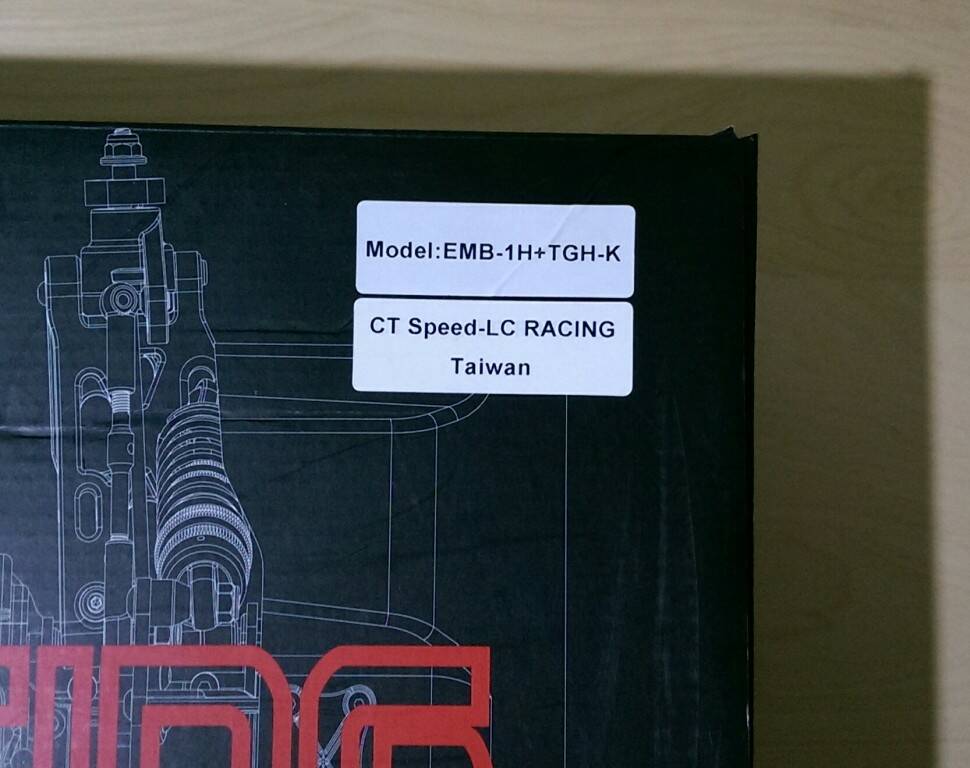 Model:EMB-1H+TGH-K
CT Speed-LC RACING
Taiwan